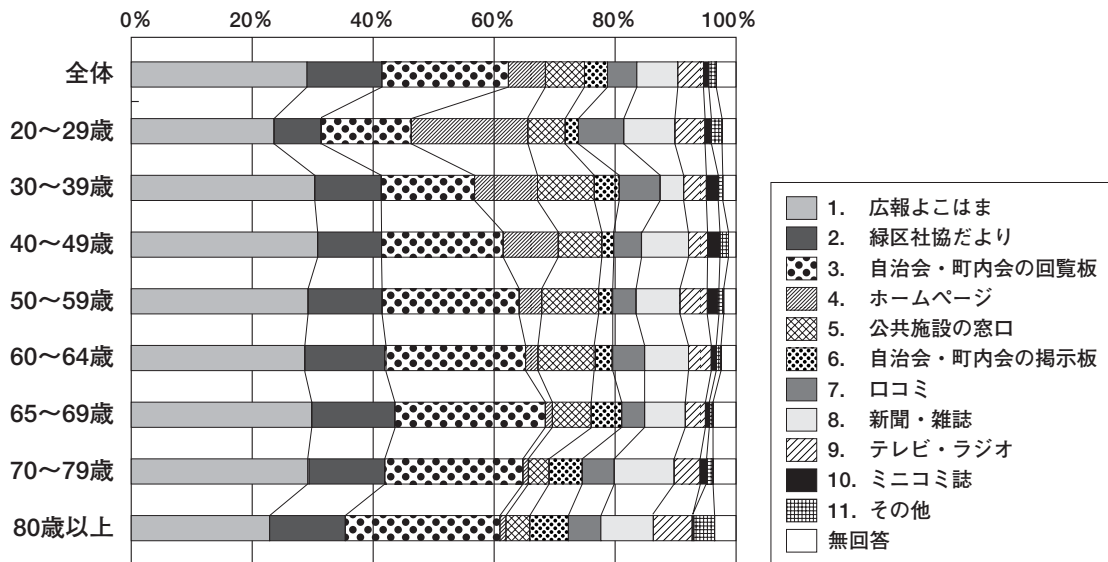 0% 20% 40% 60% 80% 100%
全体
20〜29歳
30〜39歳
40〜49歳
50〜59歳
60〜64歳
65〜69歳
70〜79歳
80歳以上
1. 広報よこはま
2. 緑区社協だより
3. 自治会・町内会の回覧板
4. ホームページ
5. 公共施設の窓口
6. 自治会・町内会の掲示板
7. 口コミ
8. 新聞・雑誌
9. テレビ・ラジオ
10. ミニコミ誌
11. その他
無回答